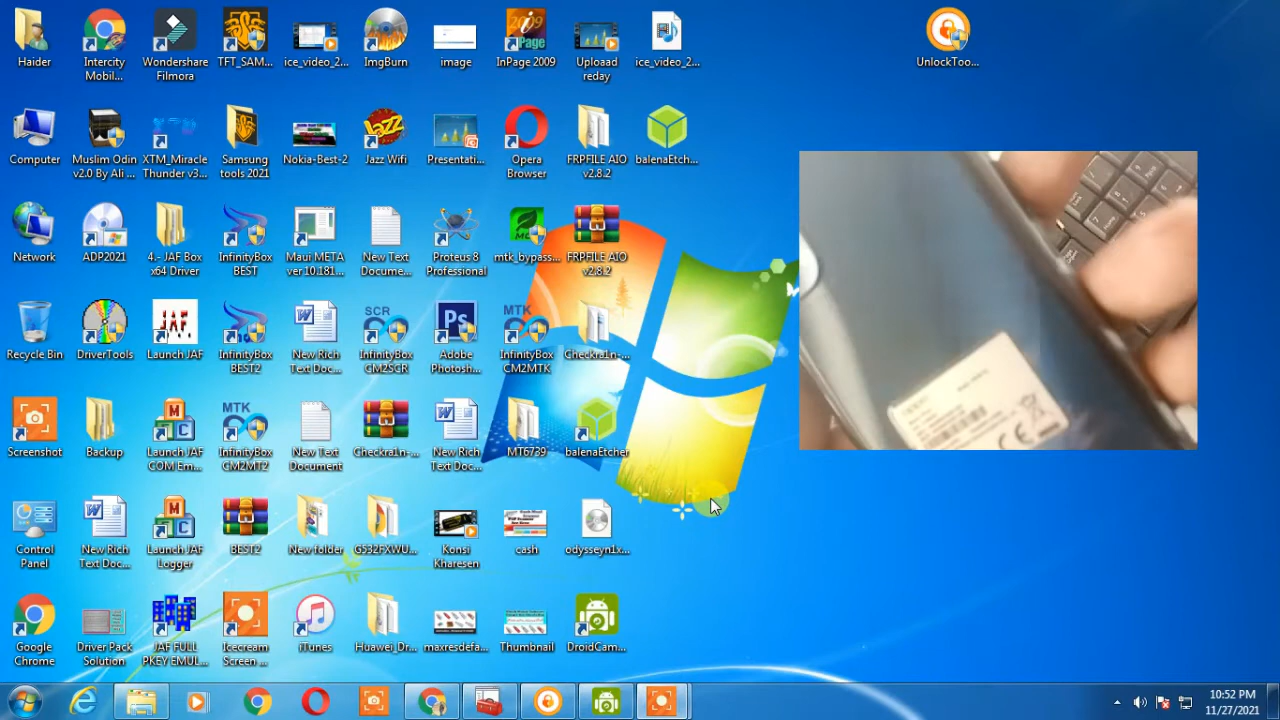 Haider
Intercity
Mobil...
Wondershare
Filmora
TFT_SAM...
ice_video_2...
ImgBurn
image
InPage 2009
Uploaad
reday
ice_video_2...
UnlockToo...
Computer
Muslim Odin
v2.0 By Ali ...
XTM_Miracle
Thunder v3...
Samsung
tools 2021
Nokia-Best-2
Jazz Wifi
Presentati...
Opera
Browser
FRPFILE AIO
v2.8.2
balenaEtch...
Network
ADP2021
4.- JAF Box
x64 Driver
InfinityBox
BEST
Maui META
ver 10.181...
New Text
Docume...
Proteus 8
Professional
mtk_bypass...
FRPFILE AIO
v2.8.2
Recycle Bin
DriverTools
Launch JAF
InfinityBox
BEST2
New Rich
Text Doc...
InfinityBox
CM2SCR
Adobe
Photosh...
InfinityBox
CM2MTK
Checkra1n-...
Screenshot
Backup
Launch JAF
COM Em...
InfinityBox
CM2MT2
New Text
Document
Checkra1n-...
New Rich
Text Doc...
MT6739
balenaEtcher
Control
Panel
New Rich
Text Doc...
Launch JAF
Logger
BEST2
New folder
G532FXWU...
Konsi
Kharesen
cash
odysseyn1x...
Google
Chrome
Driver Pack
Solution
JAF FULL
PKEY EMUL...
Icecream
Screen ...
iTunes
Huawei_Dr...
maxresdefa...
Thumbnail
DroidCam...
10:52 PM
11/27/2021